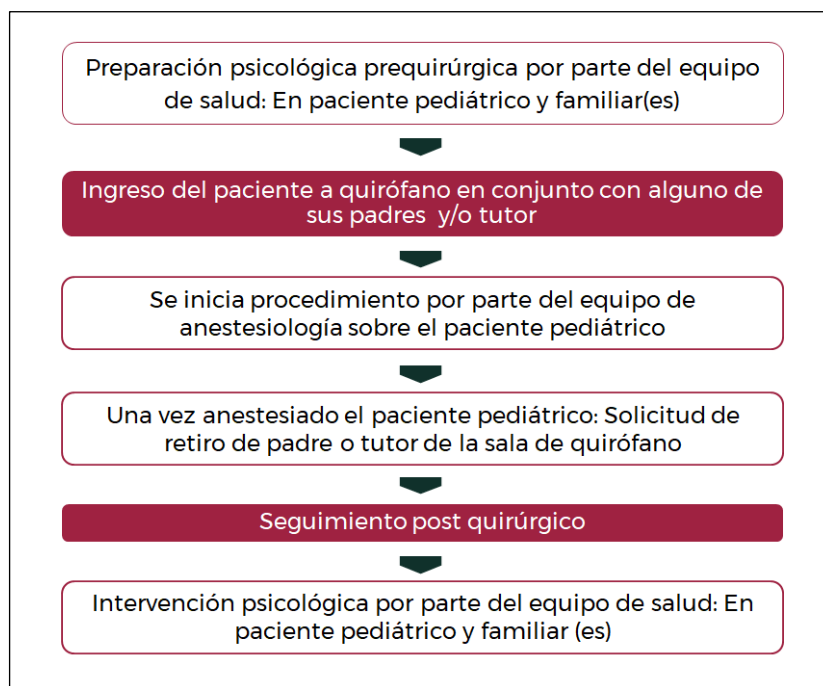 Preparación psicológica prequirúrgica por parte del equipo
de salud: En paciente pediátrico y familiar(es)
Ingreso del paciente a quirófano en conjunto con alguno de
sus padres y/o tutor
Se inicia procedimiento por parte del equipo de
anestesiología sobre el paciente pediátrico
Una vez anestesiado el paciente pediátrico: Solicitud de
retiro de padre o tutor de la sala de quirófano
Seguimiento post quirúrgico
Intervención psicológica por parte del equipo de salud: En
paciente pediátrico y familiar (es)